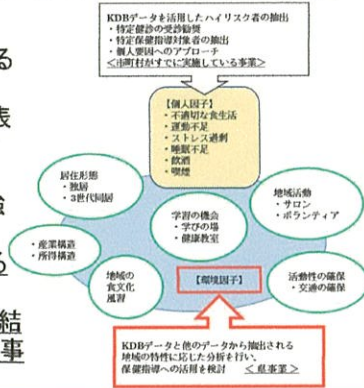 KDBデータを活用したハイリスク者の抽出
・特定健診の受診勧奨
・特定保健指導対象者の抽出
・個人要因へのアプローチ
<市町村がすでに実施している事業>
る
表
【個人因子】
・不適切な食生活
・運動不足
・ストレス過剰
・睡眠不足
・飲酒
・喫煙
居住形態
・独居
・3世代同居
地域活動
・サロン
・ボランティア
学習の機会
・学びの場
・健康教室
・産業構造
・所得構造
地域の
食文化
風習
【環境因子】
活動性の確保
・交通の確保
る
結
事
KDBデータと他のデータから抽出される
地域の特性に応じた分析を行い、
保健指導への活用を検討 <県事業>